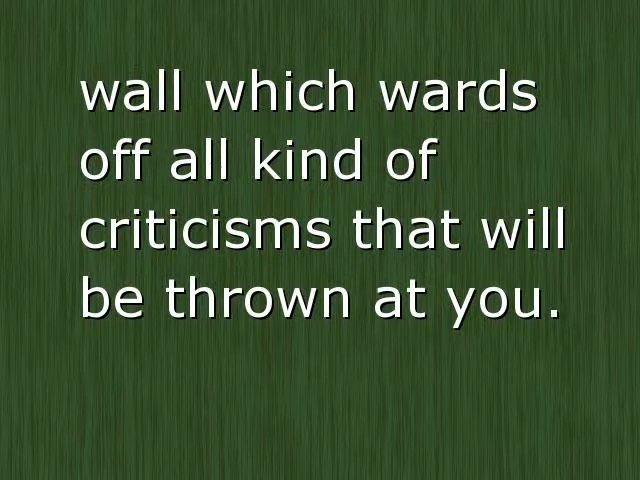 wall which wards
off all kind of
criticisms that will
be thrown at you.